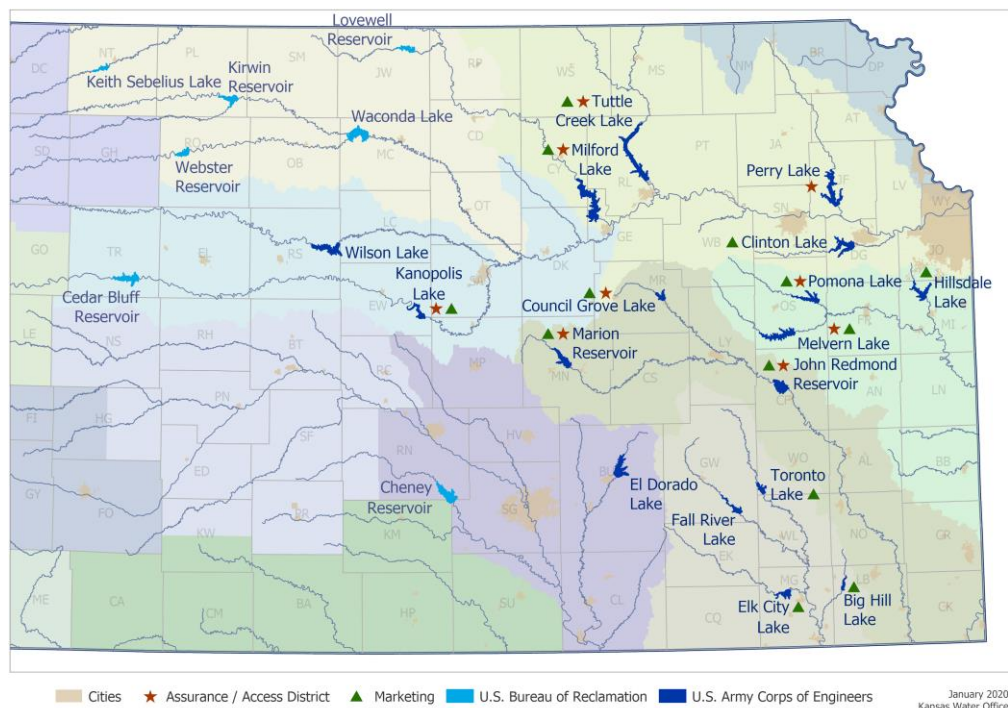 Lovewell
Reservoir
Keith Sebelius Lake
Kirwin
Reservoir
Waconda Lake
Webster
Reservoir
Tuttle
Creek Lake
Milford
Lake
Perry Lake
Wilson Lake
Clinton Lake
Cedar Bluff
Reservoir
Kanopolis
Lake
Council Grove Lake
Pomona Lake
Hillsdale
Lake
Marion
Reservoir
Melvern Lake
John Redmond
Reservoir
Cheney
Reservoir
El Dorado
Lake
Toronto
Lake
Fall River
Lake
Elk City
Lake
Big Hill
Lake
DC
NT
PL
SM
JW
RP
WS
MS
NM
BR
DP
SD
GH
RO
OB
MC
CD
CY
RL
PT
JA
AT
JF
LV
WY
GO
TR
EL
RS
LC
OT
DK
GE
WB
SN
DG
JO
LE
NS
RH
BT
EW
RC
MP
MN
MR
CS
LY
OS
FR
MI
FI
HG
PN
SF
RN
HV
BU
GW
CF
AN
LN
GY
FO
ED
KW
PR
KM
SG
EK
WO
AL
BB
WL
NO
CR
ME
CA
CM
BA
HP
SU
CL
CQ
MG
LB
CK
Cities
Assurance / Access District
Marketing
U.S. Bureau of Reclamation
U.S. Army Corps of Engineers
January 2020
Kansas Water Office